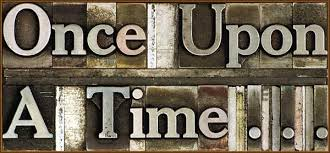 Once Upon
A Time . . .